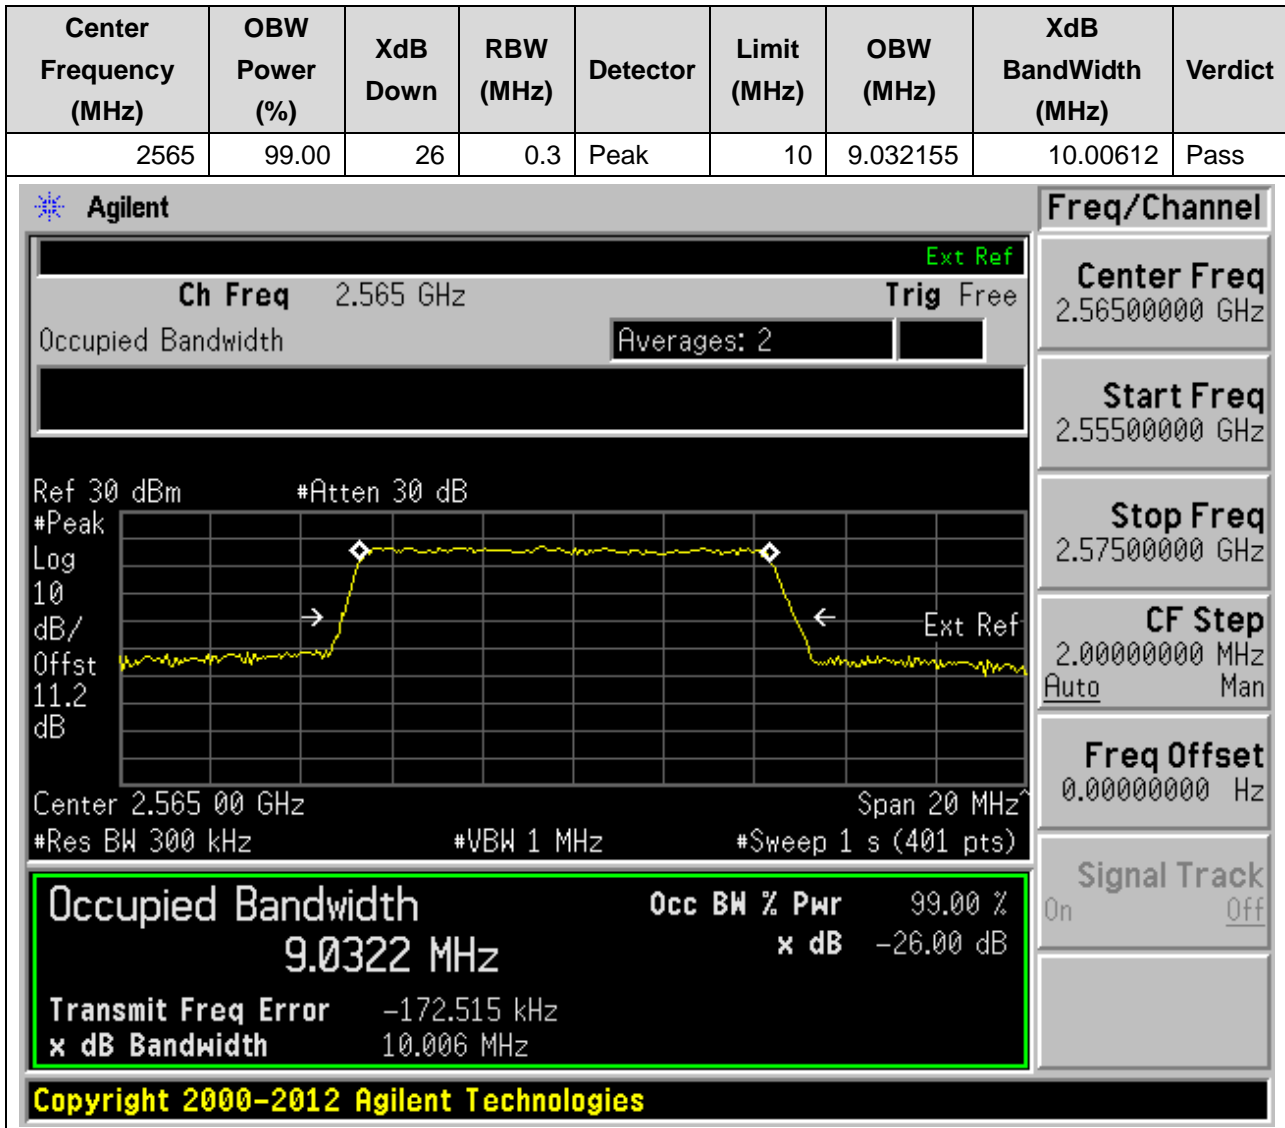 Center Frequency (MHz) OBW Power (%) XdB Down RBW (MHz) Detector Limit (MHz) OBW (MHz) XdB BandWidth (MHz) Verdict
2565 99.00 26 0.3 Peak 10 9.032155 10.00612 Pass
Agilent
Freq/Channel
Ext Ref
Ch Freq 2.565 GHz Trig Free
Occupied Bandwidth Averages: 2
Center Freq
2.56500000 GHz
Start Freq
2.55500000 GHz
Stop Freq
2.57500000 GHz
CF Step
2.00000000 MHz
Auto Man
Freq Offset
0.00000000 Hz
Signal Track
On Off
Ref 30 dBm #Atten 30 dB
#Peak
Log
10
dB/
Offst
11.2
dB
Ext Ref
Center 2.565 00 GHz Span 20 MHz^
#Res BW 300 kHz #VBW 1 MHz #Sweep 1 s (401 pts)
Occupied Bandwidth
9.0322 MHz
Occ BW % Pwr 99.00 %
x dB -26.00 dB
Transmit Freq Error -172.515 kHz
x dB Bandwidth 10.006 MHz
Copyright 2000-2012 Agilent Technologies